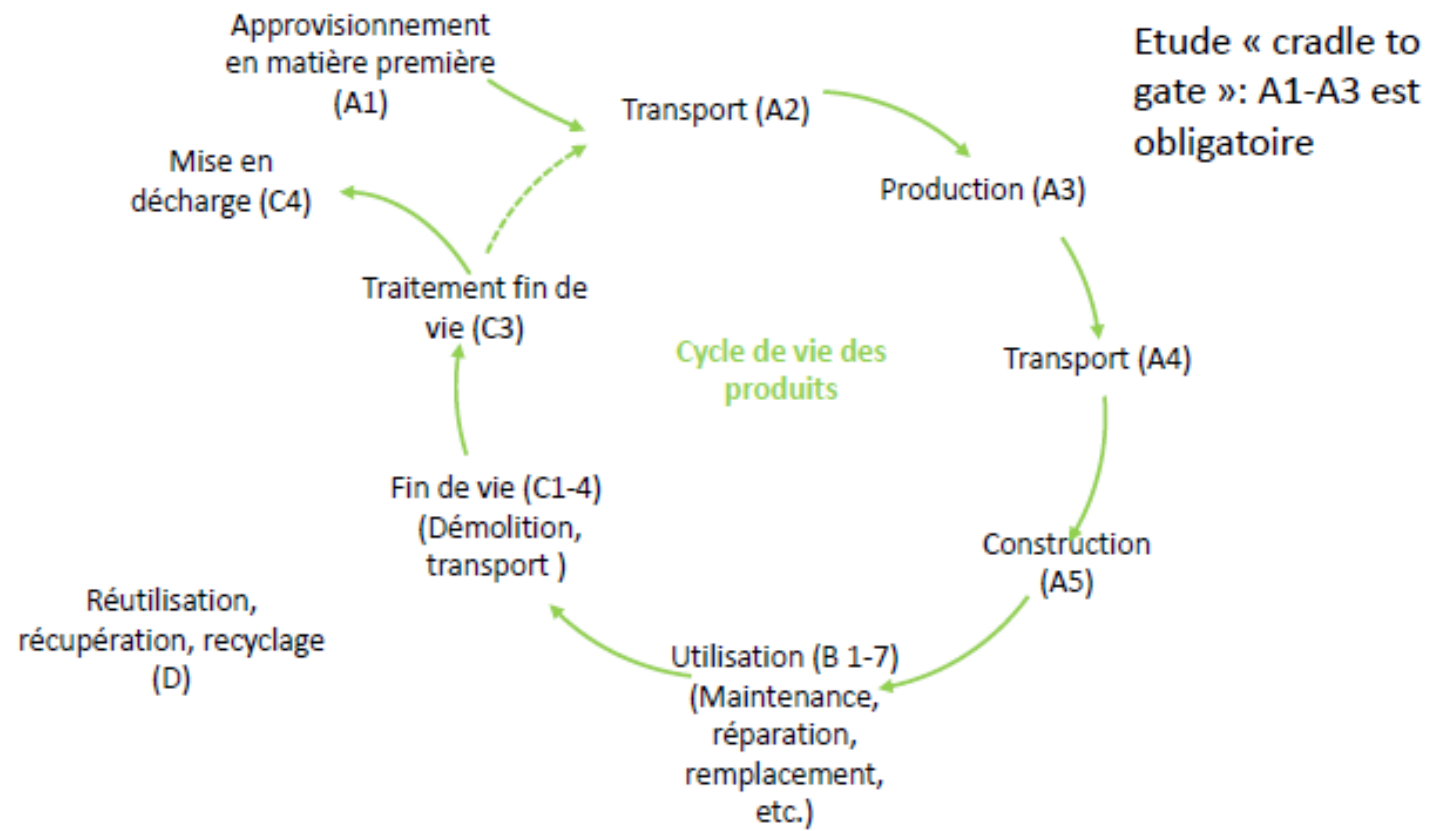 Approvisionnement
en matière première
(A1)
Transport (A2)
Etude « cradle to
gate »: A1-A3 est
obligatoire
Mise en
décharge (C4)
Production (A3)
Traitement fin de
vie (C3)
Cycle de vie des
produits
Transport (A4)
Fin de vie (C1-4)
(Démolition,
transport )
Construction
(A5)
Réutilisation,
récupération, recyclage
(D)
Utilisation (B 1-7)
(Maintenance,
réparation,
remplacement,
etc.)